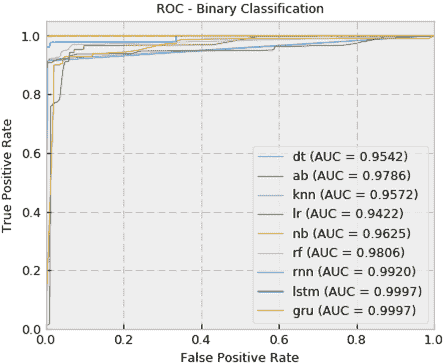 ROC - Binary Classification
True Positive Rate
1.0
0.8
0.6
0.4
0.2
0.0
dt (AUC = 0.9542)
ab (AUC = 0.9786)
knn (AUC = 0.9572)
lr (AUC = 0.9422)
nb (AUC = 0.9625)
rf (AUC = 0.9806)
rnn (AUC = 0.9920)
lstm (AUC = 0.9997)
gru (AUC = 0.9997)
0.0 0.2 0.4 0.6 0.8 1.0
False Positive Rate